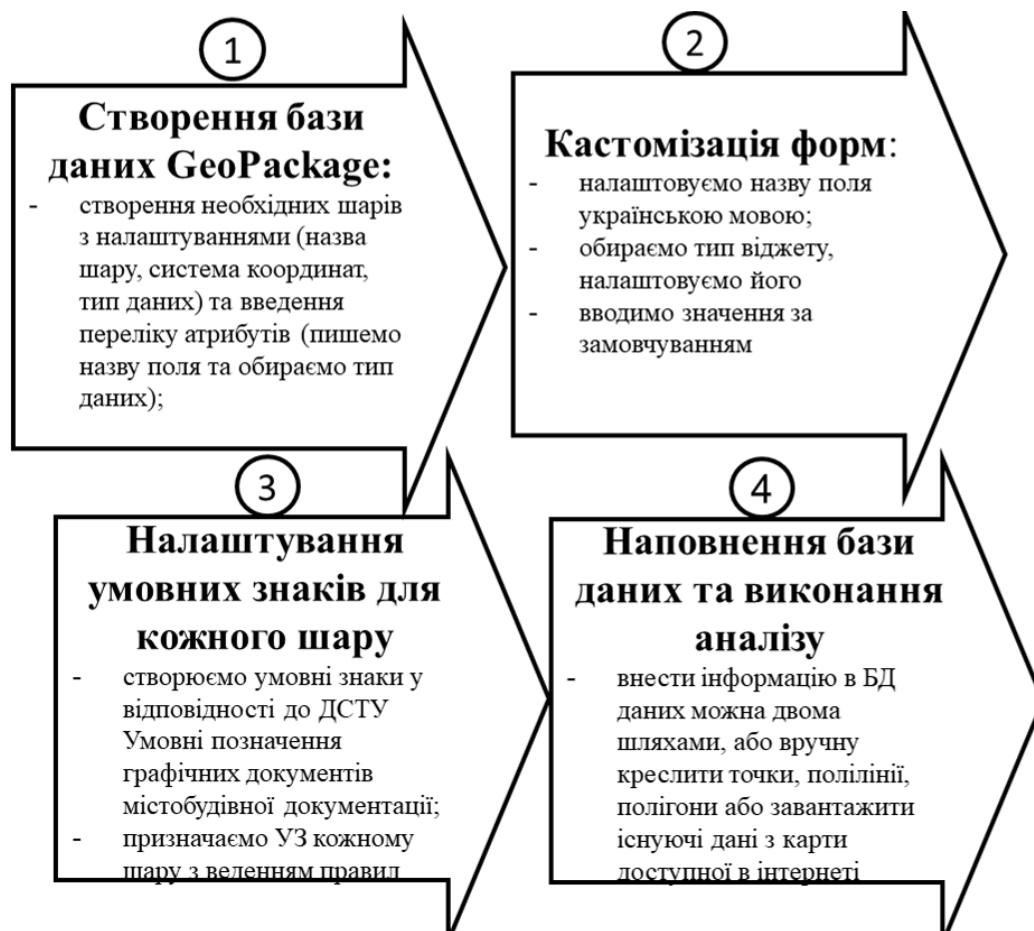 1
Створення бази
даних GeoPackage:
- створення необхідних шарів
з налаштуваннями (назва
шару, система координат,
тип даних) та введення
переліку атрибутів (пишемо
назву поля та обираємо тип
даних);
2
Кастомізація форм:
- налаштовуємо назву поля
українською мовою;
- обираємо тип віджету,
налаштовуємо його
- вводимо значення за
замовчуванням
3
Налаштування
умовних знаків для
кожного шару
- створюємо умовні знаки у
відповідності до ДСТУ
Умовні позначення
графічних документів
містобудівної документації;
- призначаємо УЗ кожному
шару з веденням правил
4
Наповнення бази
даних та виконання
аналізу
- внести інформацію в БД
даних можна двома
шляхами, або вручну
креслити точки, полілінії,
полігони або завантажити
існуючі дані з карти
доступної в інтернеті